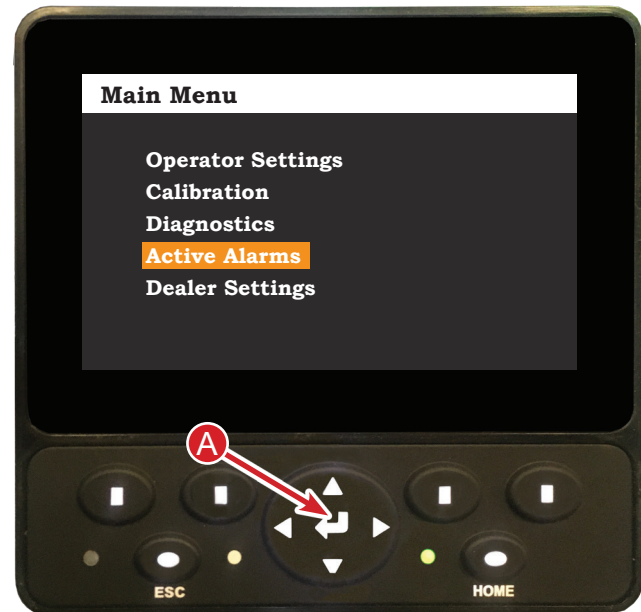 Main Menu
Operator Settings
Calibration
Diagnostics
Active Alarms
Dealer Settings
A
ESC
HOME